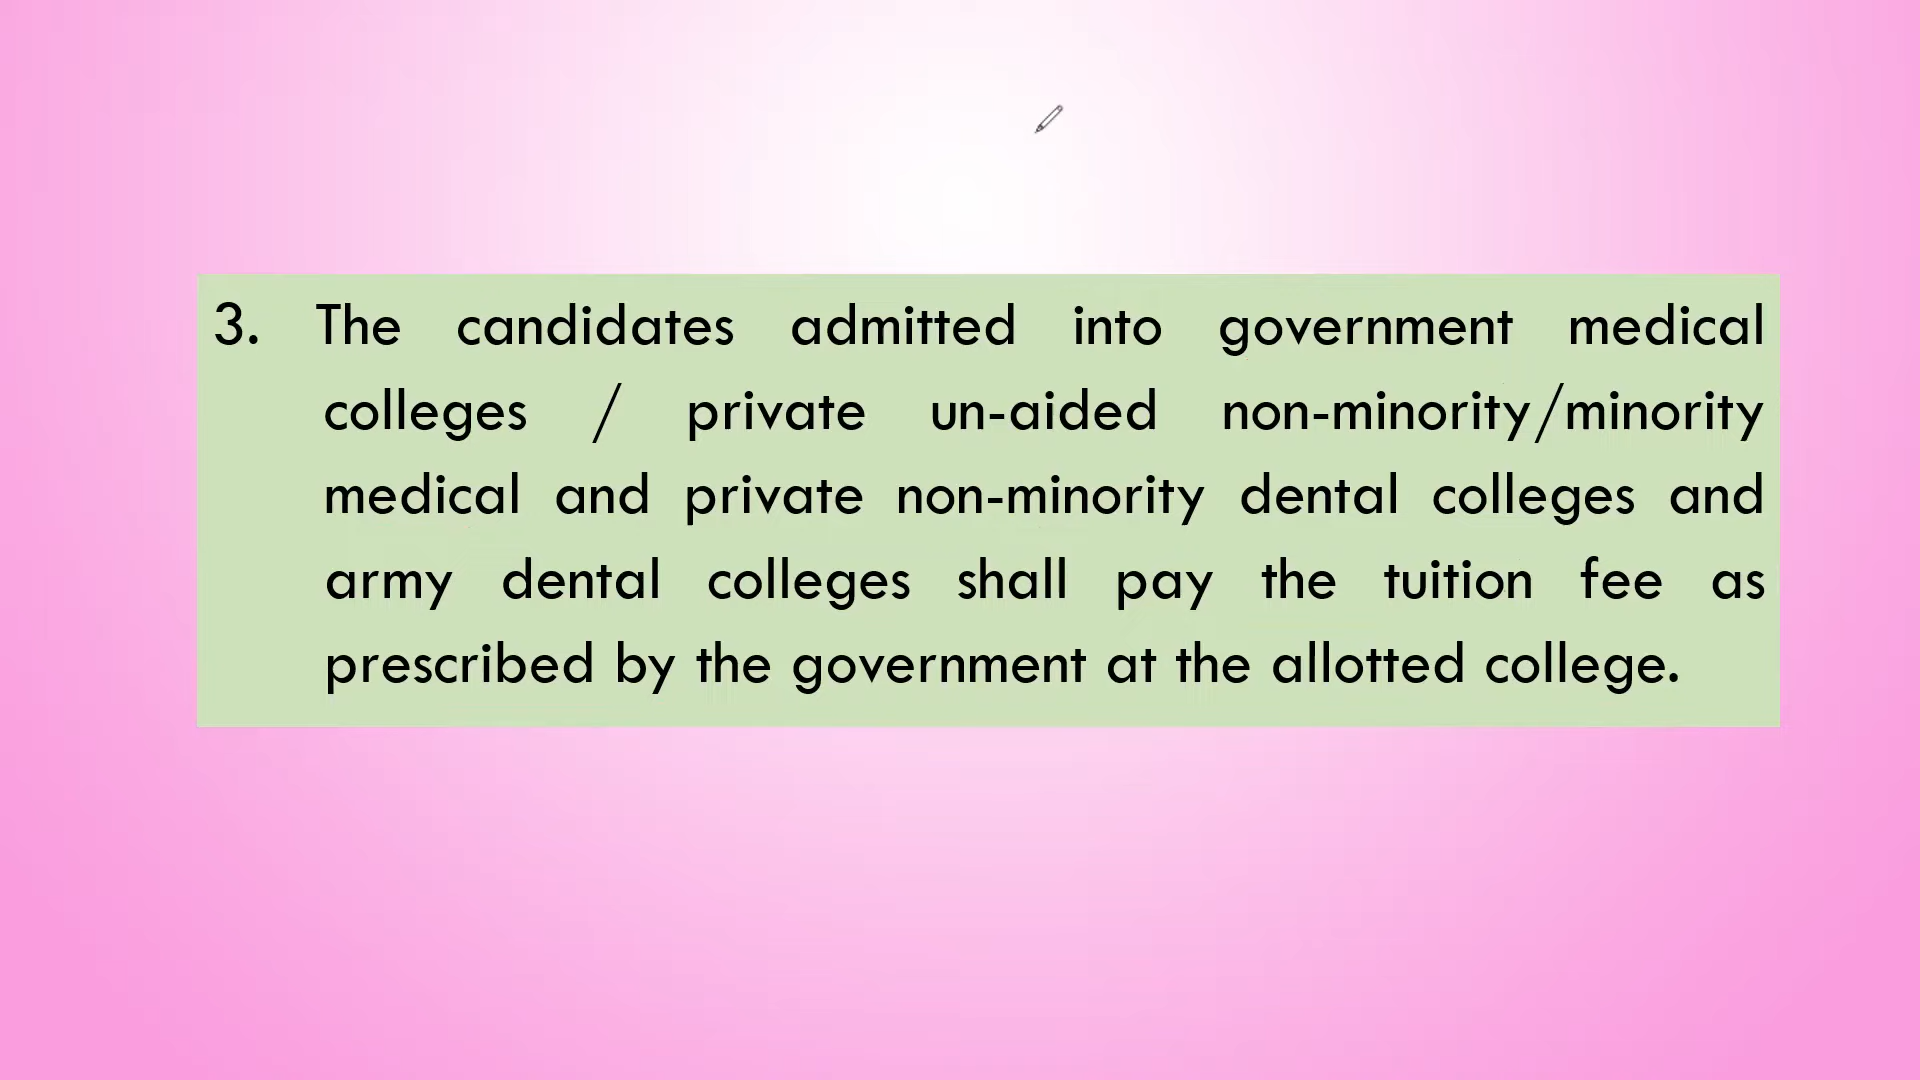 3. The candidates admitted into government medical
colleges / private un-aided non-minority/minority
medical and private non-minority dental colleges and
army dental colleges shall pay the tuition fee as
prescribed by the government at the allotted college.